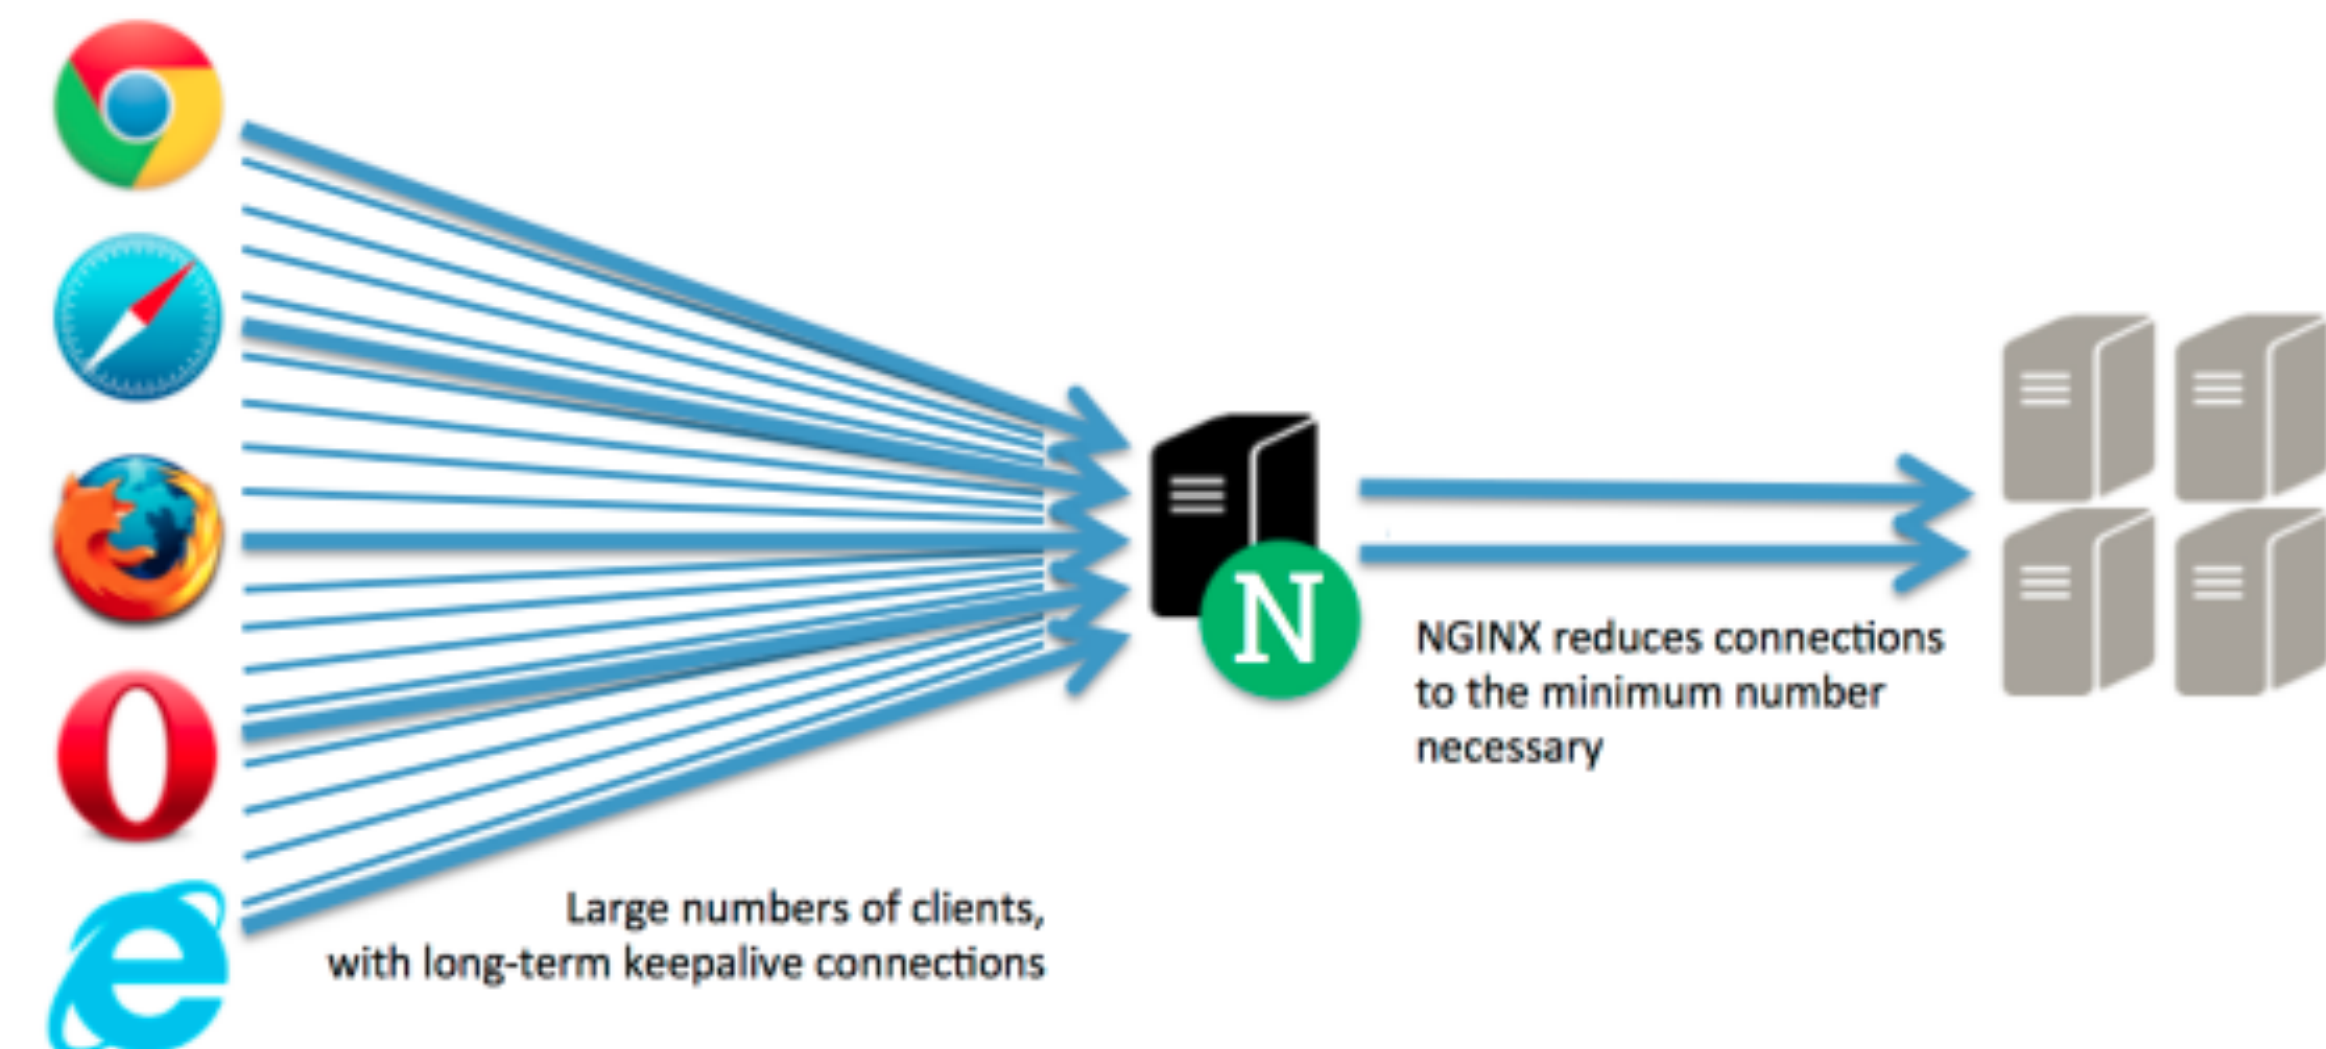 N
NGINX reduces connections
to the minimum number
necessary
Large numbers of clients,
with long-term keepalive connections